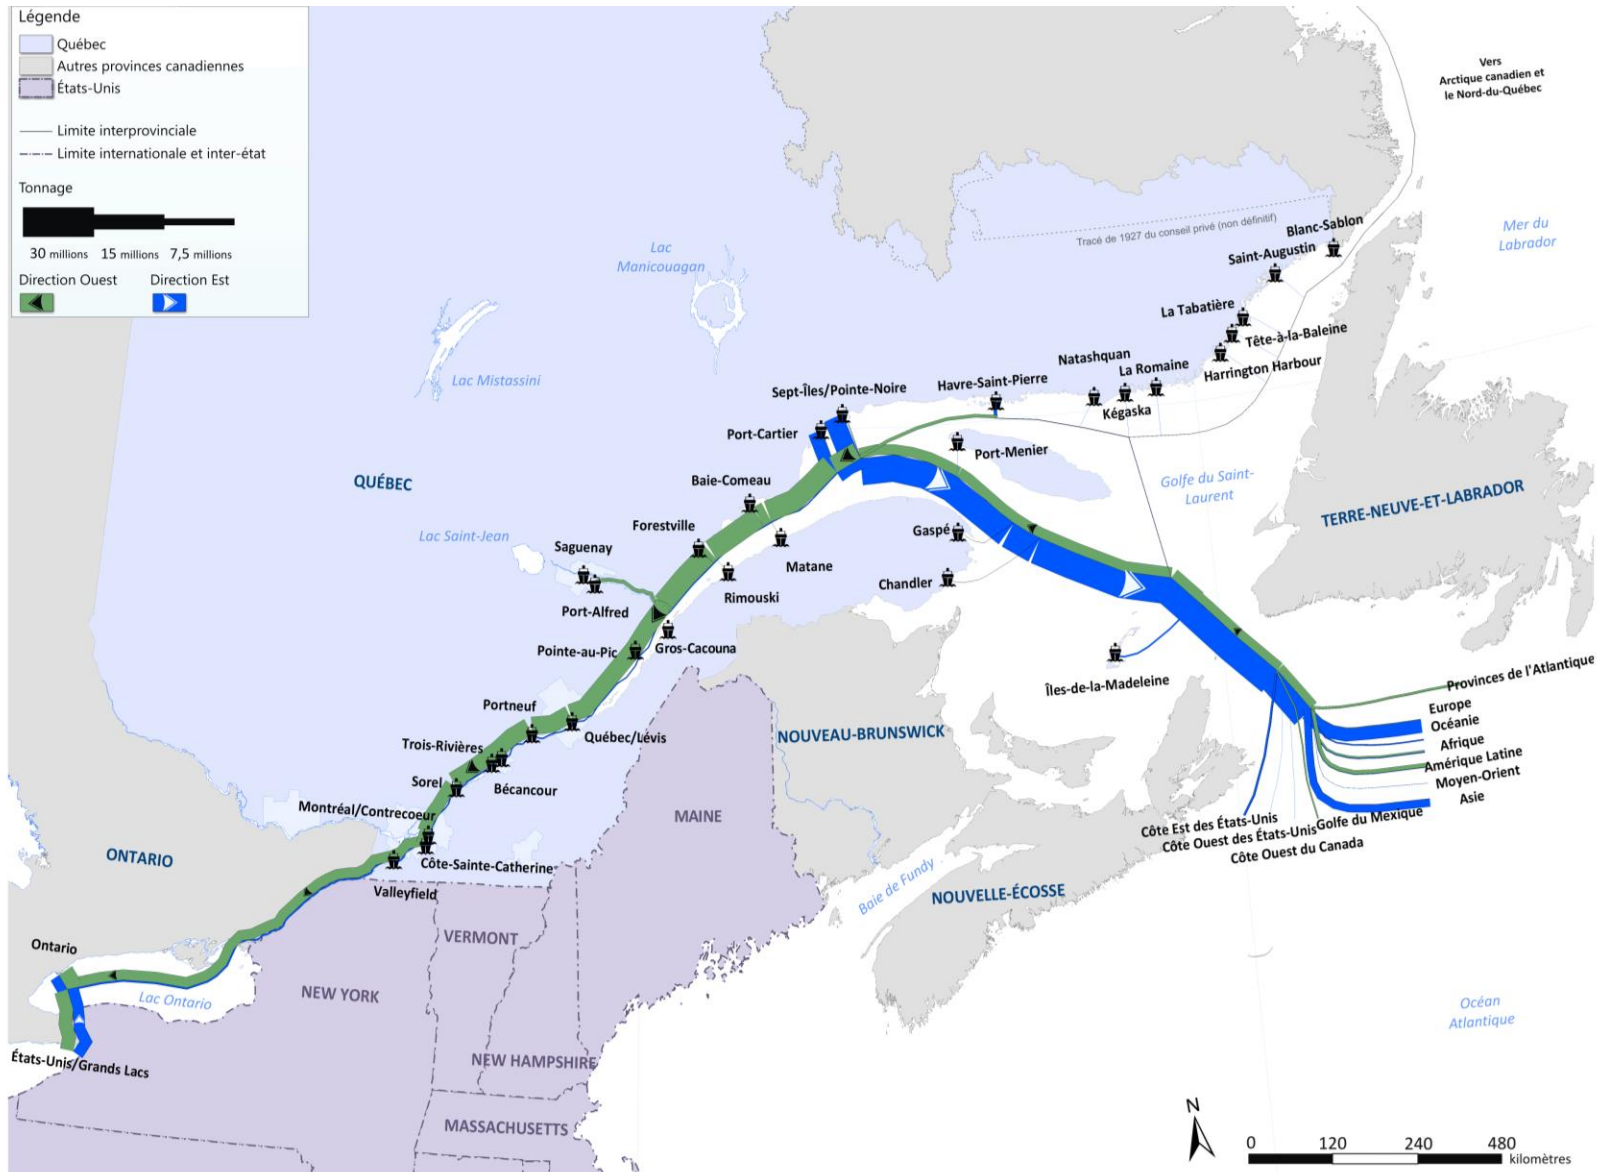 Légende
Québec
Autres provinces canadiennes
États-Unis
Limite interprovinciale
Limite internationale et inter-état
Tonnage
30 millions 15 millions 7,5 millions
Direction Ouest Direction Est
Vers
Arctique canadien et
le Nord-du-Québec
Mer du
Labrador
Blanc-Sablon
Tracé de 1927 du conseil privé (non définitif)
Saint-Augustin
Lac
Manicouagan
La Tabatière
Tête-à-la-Baleine
Harrington Harbour
Natashquan
La Romaine
Kégaska
Lac Mistassini
Sept-Îles/Pointe-Noire
Havre-Saint-Pierre
Port-Cartier
Port-Menier
Baie-Comeau
Golfe du Saint-
Laurent
QUÉBEC
TERRE-NEUVE-ET-LABRADOR
Forestville
Gaspé
Lac Saint-Jean
Saguenay
Matane
Chandler
Rimouski
Port-Alfred
Gros-Cacouna
Pointe-au-Pic
Îles-de-la-Madeleine
Provinces de l'Atlantique
Europe
Océanie
Afrique
Amérique Latine
Moyen-Orient
Asie
Portneuf
Québec/Lévis
NOUVEAU-BRUNSWICK
Trois-Rivières
Bécancour
Sorel
Montréal/Contrecoeur
MAINE
Côte Est des États-Unis
Golfe du Mexique
Côte Ouest des États-Unis
Côte Ouest du Canada
ONTARIO
Côte-Sainte-Catherine
Valleyfield
Baie de Fundy
NOUVELLE-ÉCOSSE
Ontario
VERMONT
NEW YORK
Lac Ontario
Océan
Atlantique
États-Unis/Grands Lacs
NEW HAMPSHIRE
MASSACHUSETTS
N
0 120 240 480
kilomètres